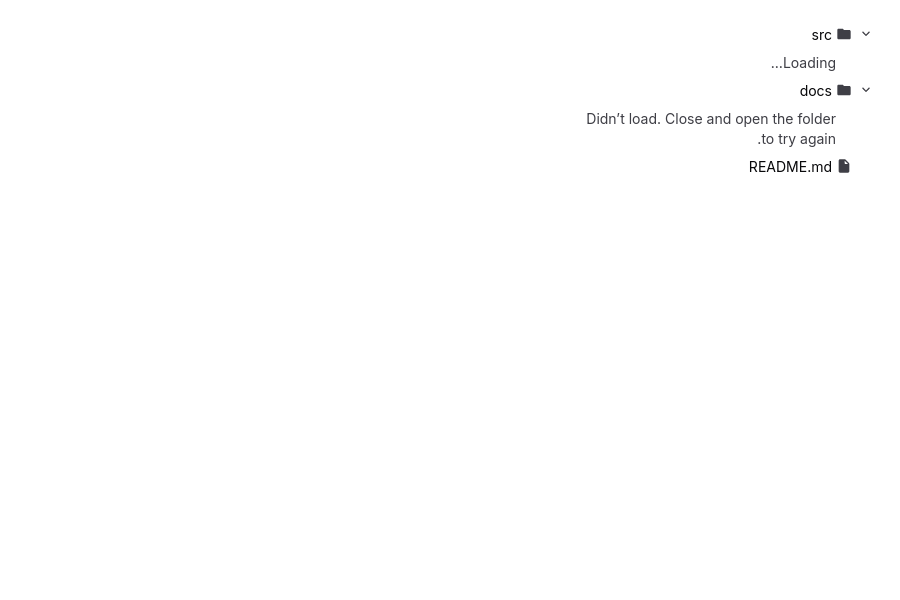 src
Loading...
docs
Didn’t load. Close and open the folder
to try again.
README.md